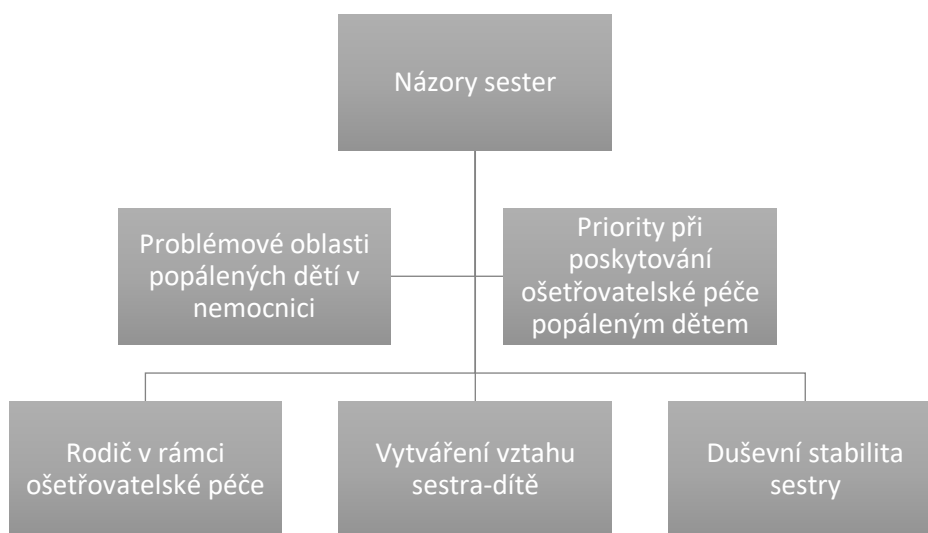 Názory sester
Problémové oblasti
popálených dětí v
nemocnici
Priority při
poskytování
ošetřovatelské péče
popáleným dětem
Rodič v rámci
ošetřovatelské péče
Vytváření vztahu
sestra-dítě
Duševní stabilita
sestry